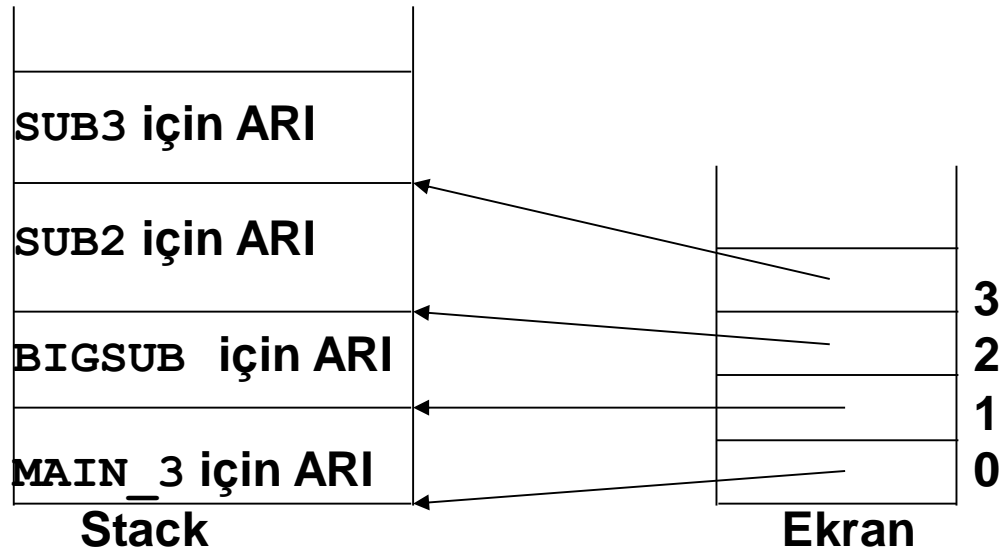 SUB3 için ARI
SUB2 için ARI
BIGSUB için ARI
MAIN_3 için ARI
Stack
3
2
1
0
Ekran